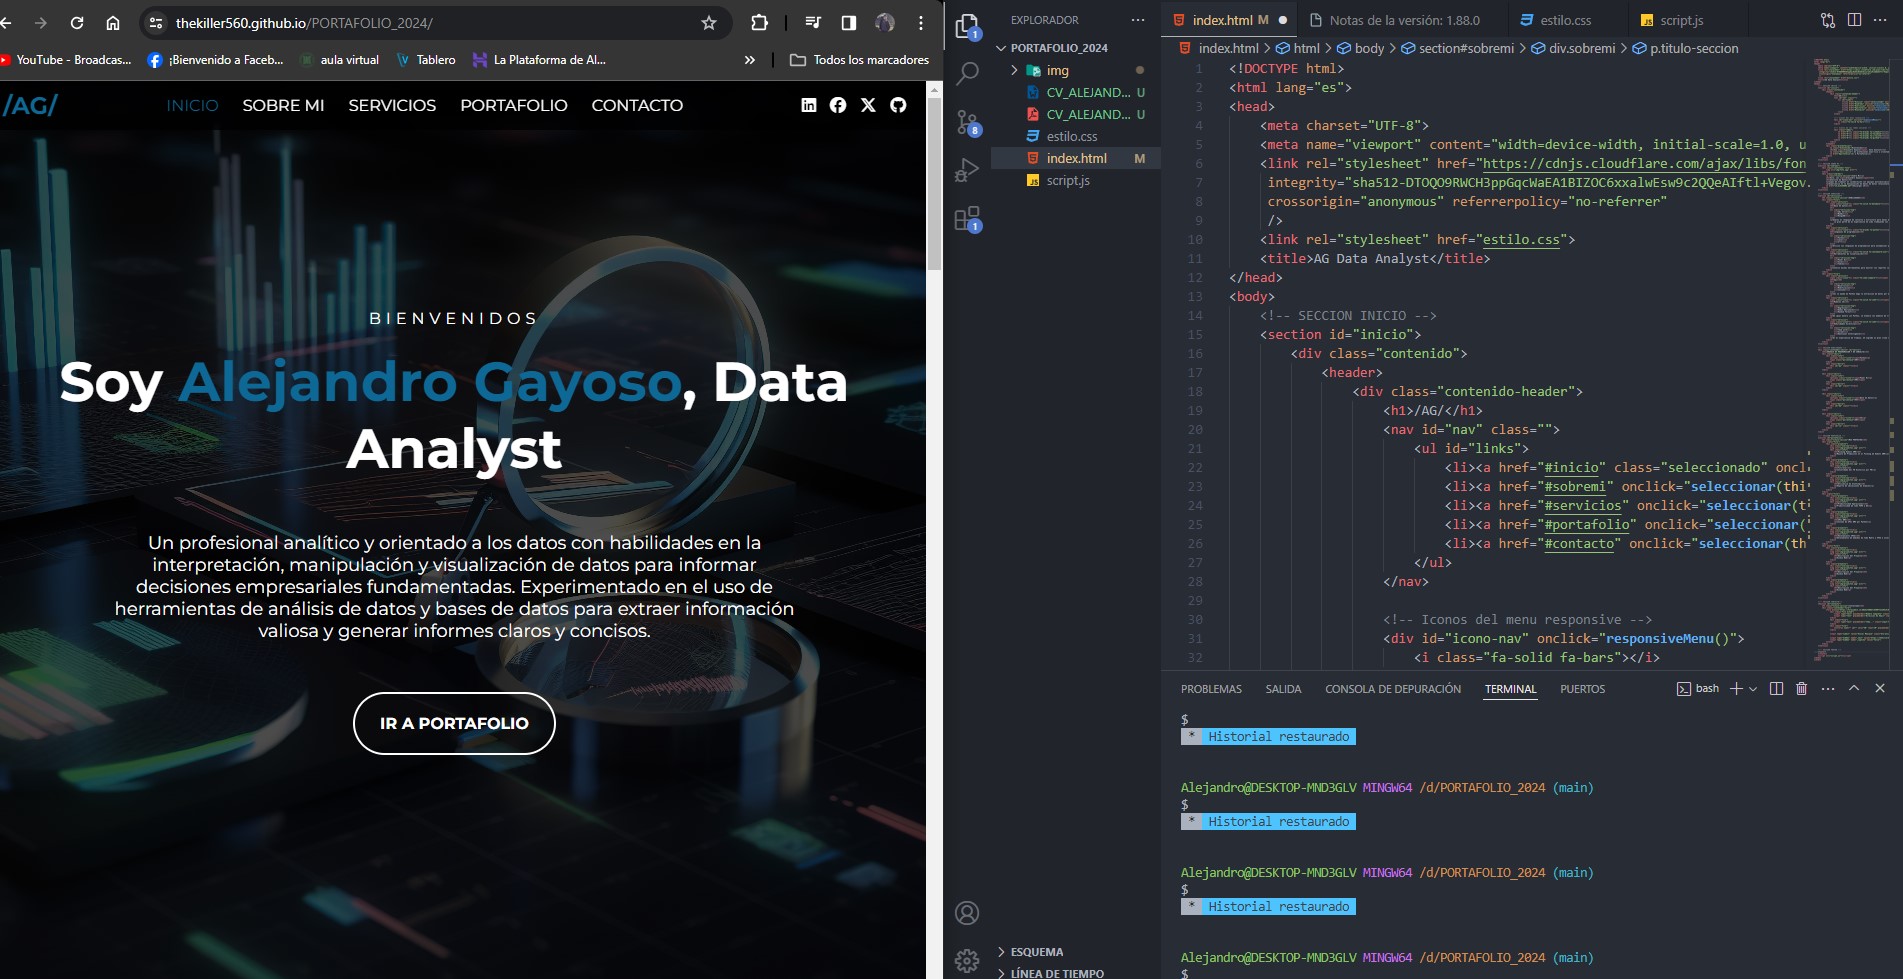 thekiller560.github.io/PORTAFOLIO_2024/
YouTube - Broadcas...
¡Bienvenido a Faceb...
aula virtual
Tablero
La Plataforma de Al...
»
Todos los marcadores
/AG/
INICIO
SOBRE MI
SERVICIOS
PORTAFOLIO
CONTACTO
BIENVENIDOS
Soy Alejandro Gayoso, Data
Analyst
Un profesional analítico y orientado a los datos con habilidades en la
interpretación, manipulación y visualización de datos para informar
decisiones empresariales fundamentadas. Experimentado en el uso de
herramientas de análisis de datos y bases de datos para extraer información
valiosa y generar informes claros y concisos.
IR A PORTAFOLIO
1
8
1
EXPLORADOR
PORTAFOLIO_2024
img
CV_ALEJAND... U
CV_ALEJAND... U
estilo.css
index.html M
script.js
ESQUEMA
LÍNEA DE TIEMPO
index.html M
Notas de la versión: 1.88.0
estilo.css
script.js
index.html > html > body > section#sobremi > div.sobremi > p.titulo-seccion
1 <!DOCTYPE html>
2 <html lang="es">
3 <head>
4 <meta charset="UTF-8">
5 <meta name="viewport" content="width=device-width, initial-scale=1.0, u
6 <link rel="stylesheet" href="https://cdnjs.cloudflare.com/ajax/libs/fon
7 integrity="sha512-DTOQO9RWCH3ppGqcWaEA1BIZOC6xxalwEsw9c2QQeAIftl+Vegov.
8 crossorigin="anonymous" referrerpolicy="no-referrer"
9 />
10 <link rel="stylesheet" href="estilo.css">
11 <title>AG Data Analyst</title>
12 </head>
13 <body>
14 <!-- SECCION INICIO -->
15 <section id="inicio">
16 <div class="contenido">
17 <header>
18 <div class="contenido-header">
19 <h1>/AG/</h1>
20 <nav id="nav" class="">
21 <ul id="links">
22 <li><a href="#inicio" class="seleccionado" oncl
23 <li><a href="#sobremi" onclick="seleccionar(thi
24 <li><a href="#servicios" onclick="seleccionar(t
25 <li><a href="#portafolio" onclick="seleccionar(
26 <li><a href="#contacto" onclick="seleccionar(th
27 </ul>
28 </nav>
29
30 <!-- Iconos del menu responsive -->
31 <div id="icono-nav" onclick="responsiveMenu()">
32 <i class="fa-solid fa-bars"></i>
PROBLEMAS
SALIDA
CONSOLA DE DEPURACIÓN
TERMINAL
PUERTOS
bash
$
* Historial restaurado
Alejandro@DESKTOP-MND3GLV MINGW64 /d/PORTAFOLIO_2024 (main)
$
* Historial restaurado
Alejandro@DESKTOP-MND3GLV MINGW64 /d/PORTAFOLIO_2024 (main)
$
* Historial restaurado
Alejandro@DESKTOP-MND3GLV MINGW64 /d/PORTAFOLIO_2024 (main)
$